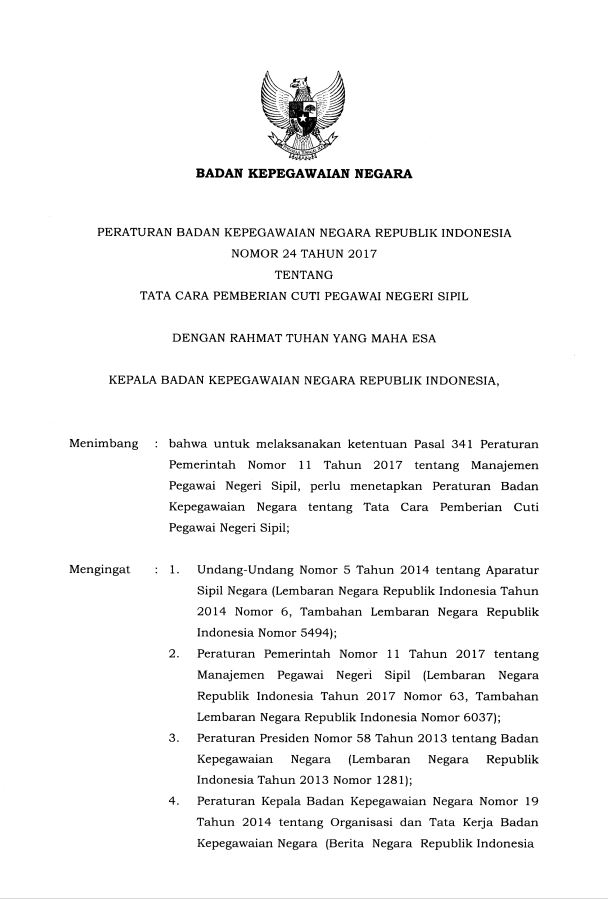 BADAN KEPEGAWAIAN NEGARA
PERATURAN BADAN KEPEGAWAIAN NEGARA REPUBLIK INDONESIA
NOMOR 24 TAHUN 2017
TENTANG
TATA CARA PEMBERIAN CUTI PEGAWAI NEGERI SIPIL
DENGAN RAHMAT TUHAN YANG MAHA ESA
KEPALA BADAN KEPEGAWAIAN NEGARA REPUBLIK INDONESIA,
Menimbang : bahwa untuk melaksanakan ketentuan Pasal 341 Peraturan
Pemerintah Nomor 11 Tahun 2017 tentang Manajemen
Pegawai Negeri Sipil, perlu menetapkan Peraturan Badan
Kepegawaian Negara tentang Tata Cara Pemberian Cuti
Pegawai Negeri Sipil;
Mengingat : 1. Undang-Undang Nomor 5 Tahun 2014 tentang Aparatur
Sipil Negara (Lembaran Negara Republik Indonesia Tahun
2014 Nomor 6, Tambahan Lembaran Negara Republik
Indonesia Nomor 5494);
2. Peraturan Pemerintah Nomor 11 Tahun 2017 tentang
Manajemen Pegawai Negeri Sipil (Lembaran Negara
Republik Indonesia Tahun 2017 Nomor 63, Tambahan
Lembaran Negara Republik Indonesia Nomor 6037);
3. Peraturan Presiden Nomor 58 Tahun 2013 tentang Badan
Kepegawaian Negara (Lembaran Negara Republik
Indonesia Tahun 2013 Nomor 1281);
4. Peraturan Kepala Badan Kepegawaian Negara Nomor 19
Tahun 2014 tentang Organisasi dan Tata Kerja Badan
Kepegawaian Negara (Berita Negara Republik Indonesia